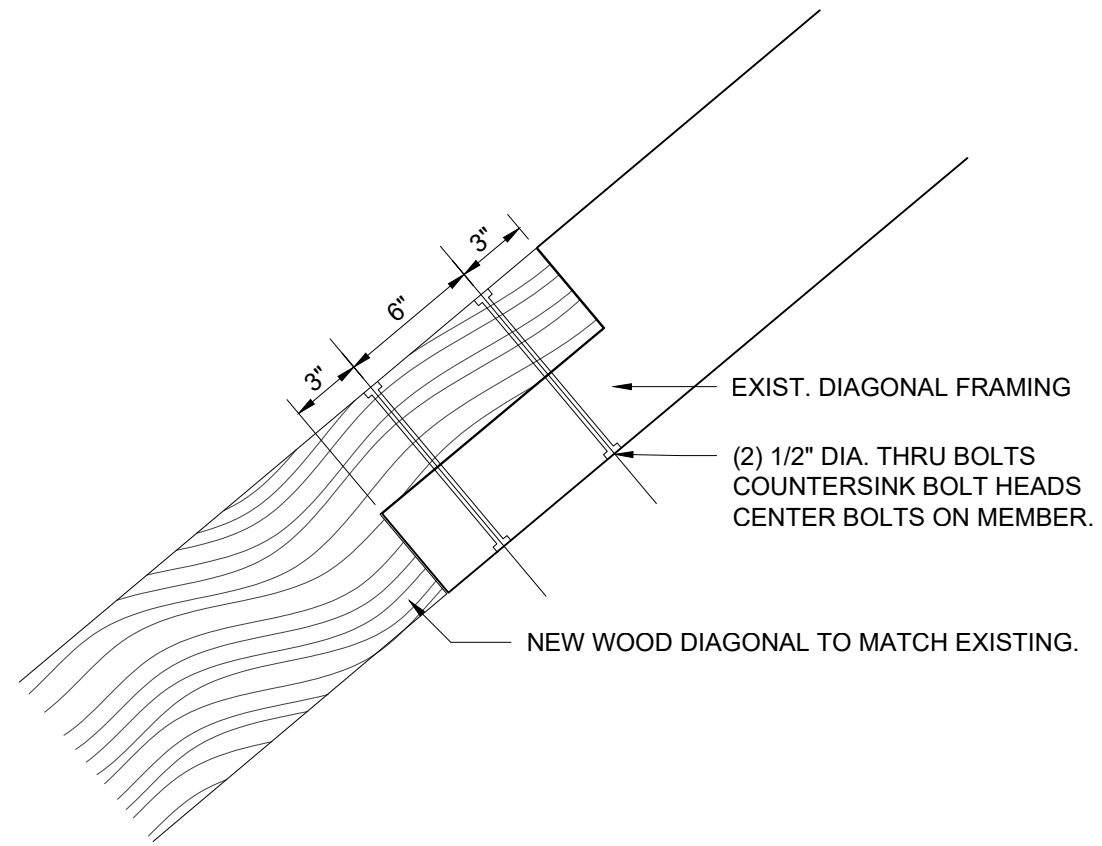 3"
6"
3"
EXIST. DIAGONAL FRAMING
(2) 1/2" DIA. THRU BOLTS
COUNTERSINK BOLT HEADS
CENTER BOLTS ON MEMBER.
NEW WOOD DIAGONAL TO MATCH EXISTING.